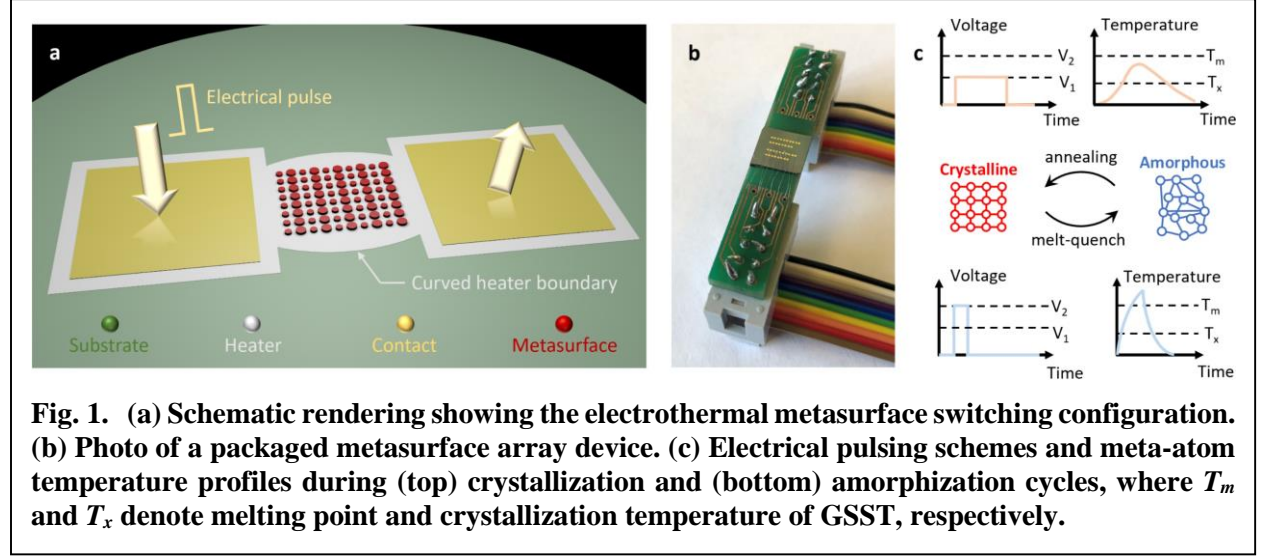 a
Electrical pulse
Curved heater boundary
Substrate Heater Contact Metasurface
b
c
Voltage
V2
V1
Time
Temperature
Tm
Tx
Time
Crystalline
annealing
Amorphous
melt-quench
Voltage
V2
V1
Time
Temperature
Tm
Tx
Time
Fig. 1. (a) Schematic rendering showing the electrothermal metasurface switching configuration.
(b) Photo of a packaged metasurface array device. (c) Electrical pulsing schemes and meta-atom
temperature profiles during (top) crystallization and (bottom) amorphization cycles, where Tm
and Tx denote melting point and crystallization temperature of GSST, respectively.